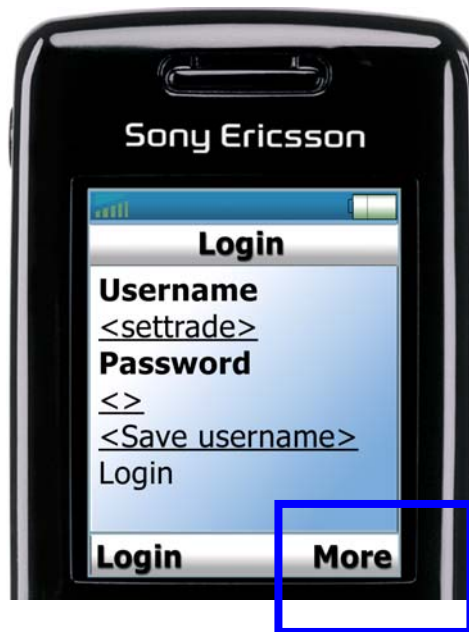 Sony Ericsson
Login
Username
<settrade>
Password
<>
<Save username>
Login
Login More